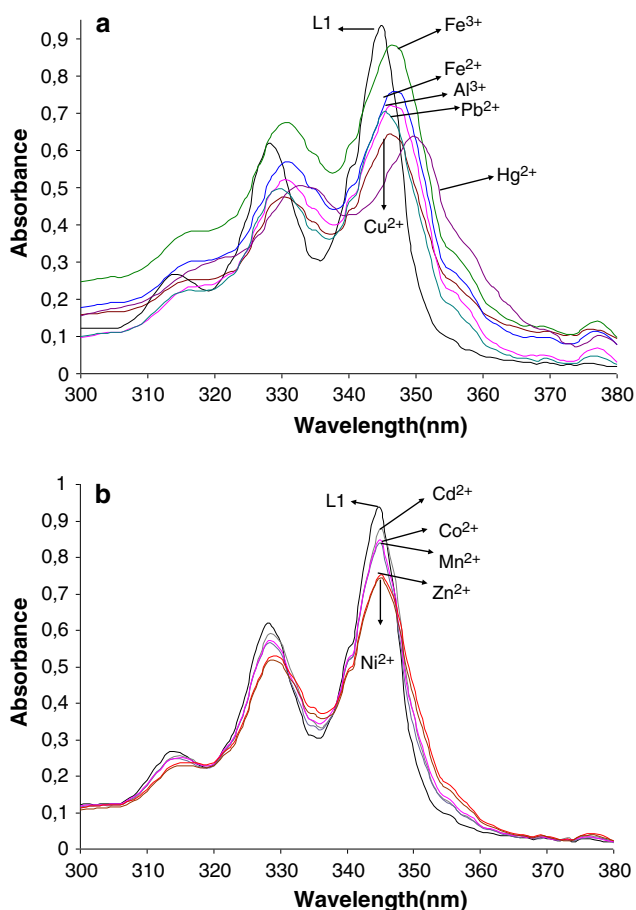 a
Absorbance
0,9
0,8
0,7
0,6
0,5
0,4
0,3
0,2
0,1
0
L1
Fe3+
Fe2+
Al3+
Pb2+
Hg2+
Cu2+
300 310 320 330 340 350 360 370 380
Wavelength(nm)
b
Absorbance
1
0,9
0,8
0,7
0,6
0,5
0,4
0,3
0,2
0,1
0
L1
Cd2+
Co2+
Mn2+
Zn2+
Ni2+
300 310 320 330 340 350 360 370 380
Wavelength(nm)